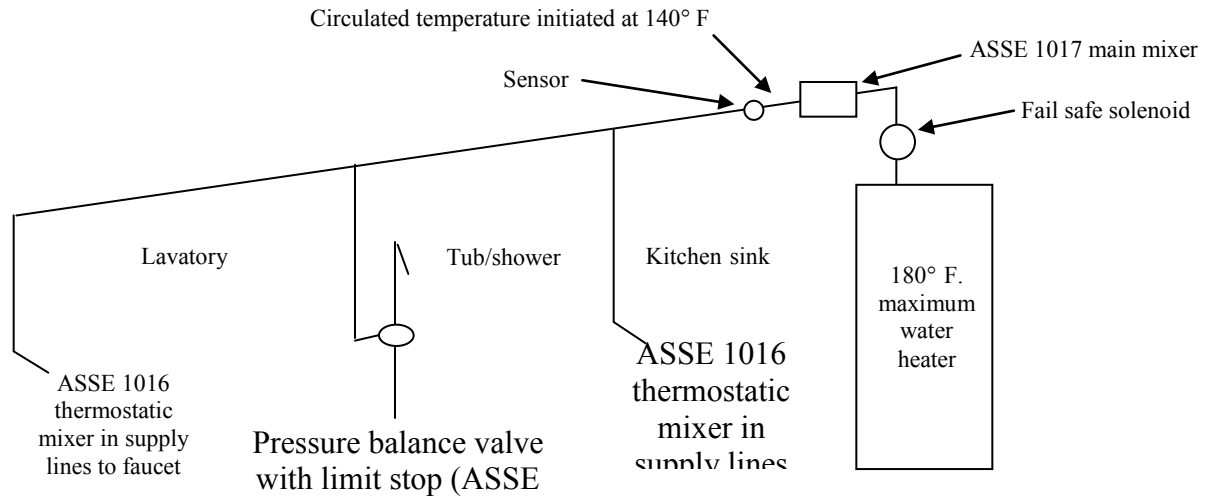 Circulated temperature initiated at 140° F
ASSE 1017 main mixer
Sensor
Fail safe solenoid
Lavatory
Tub/shower
Kitchen sink
180° F.
maximum
water
heater
ASSE 1016
thermostatic
mixer in supply
lines to faucet
Pressure balance valve
with limit stop (ASSE
ASSE 1016
thermostatic
mixer in
supply lines